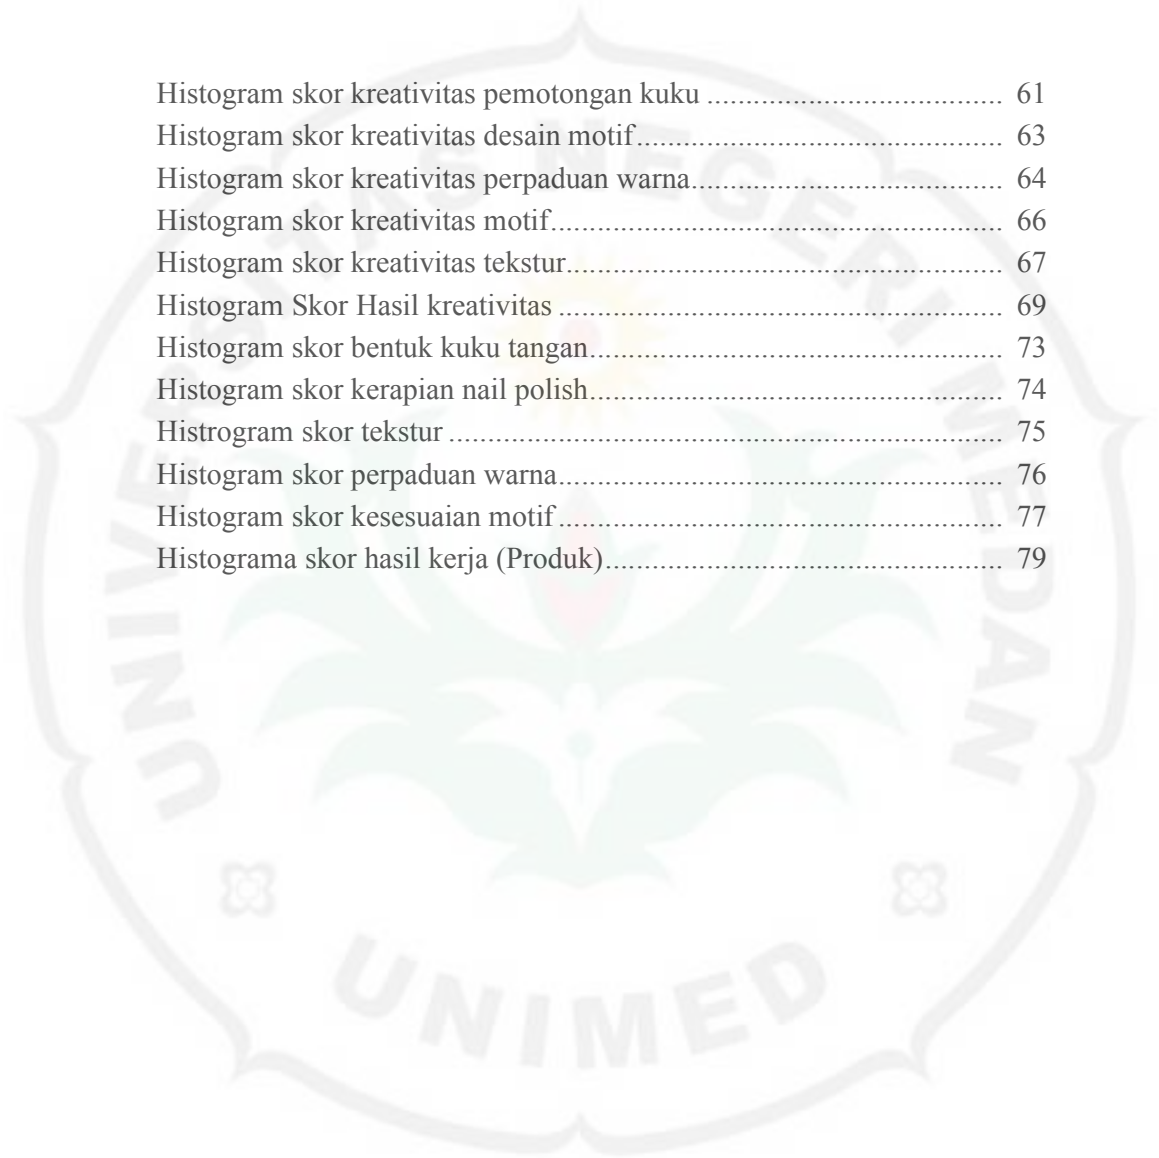 Histogram skor kreativitas pemotongan kuku ...................................... 61
Histogram skor kreativitas desain motif............................................... 63
Histogram skor kreativitas perpaduan warna........................................ 64
Histogram skor kreativitas motif.......................................................... 66
Histogram skor kreativitas tekstur........................................................ 67
Histogram Skor Hasil kreativitas .......................................................... 69
Histogram skor bentuk kuku tangan..................................................... 73
Histogram skor kerapian nail polish..................................................... 74
Histrogram skor tekstur ....................................................................... 75
Histogram skor perpaduan warna......................................................... 76
Histogram skor kesesuaian motif ......................................................... 77
Histograma skor hasil kerja (Produk)................................................... 79
UNIVERSITAS NEGERI MEDAN
UNIMED